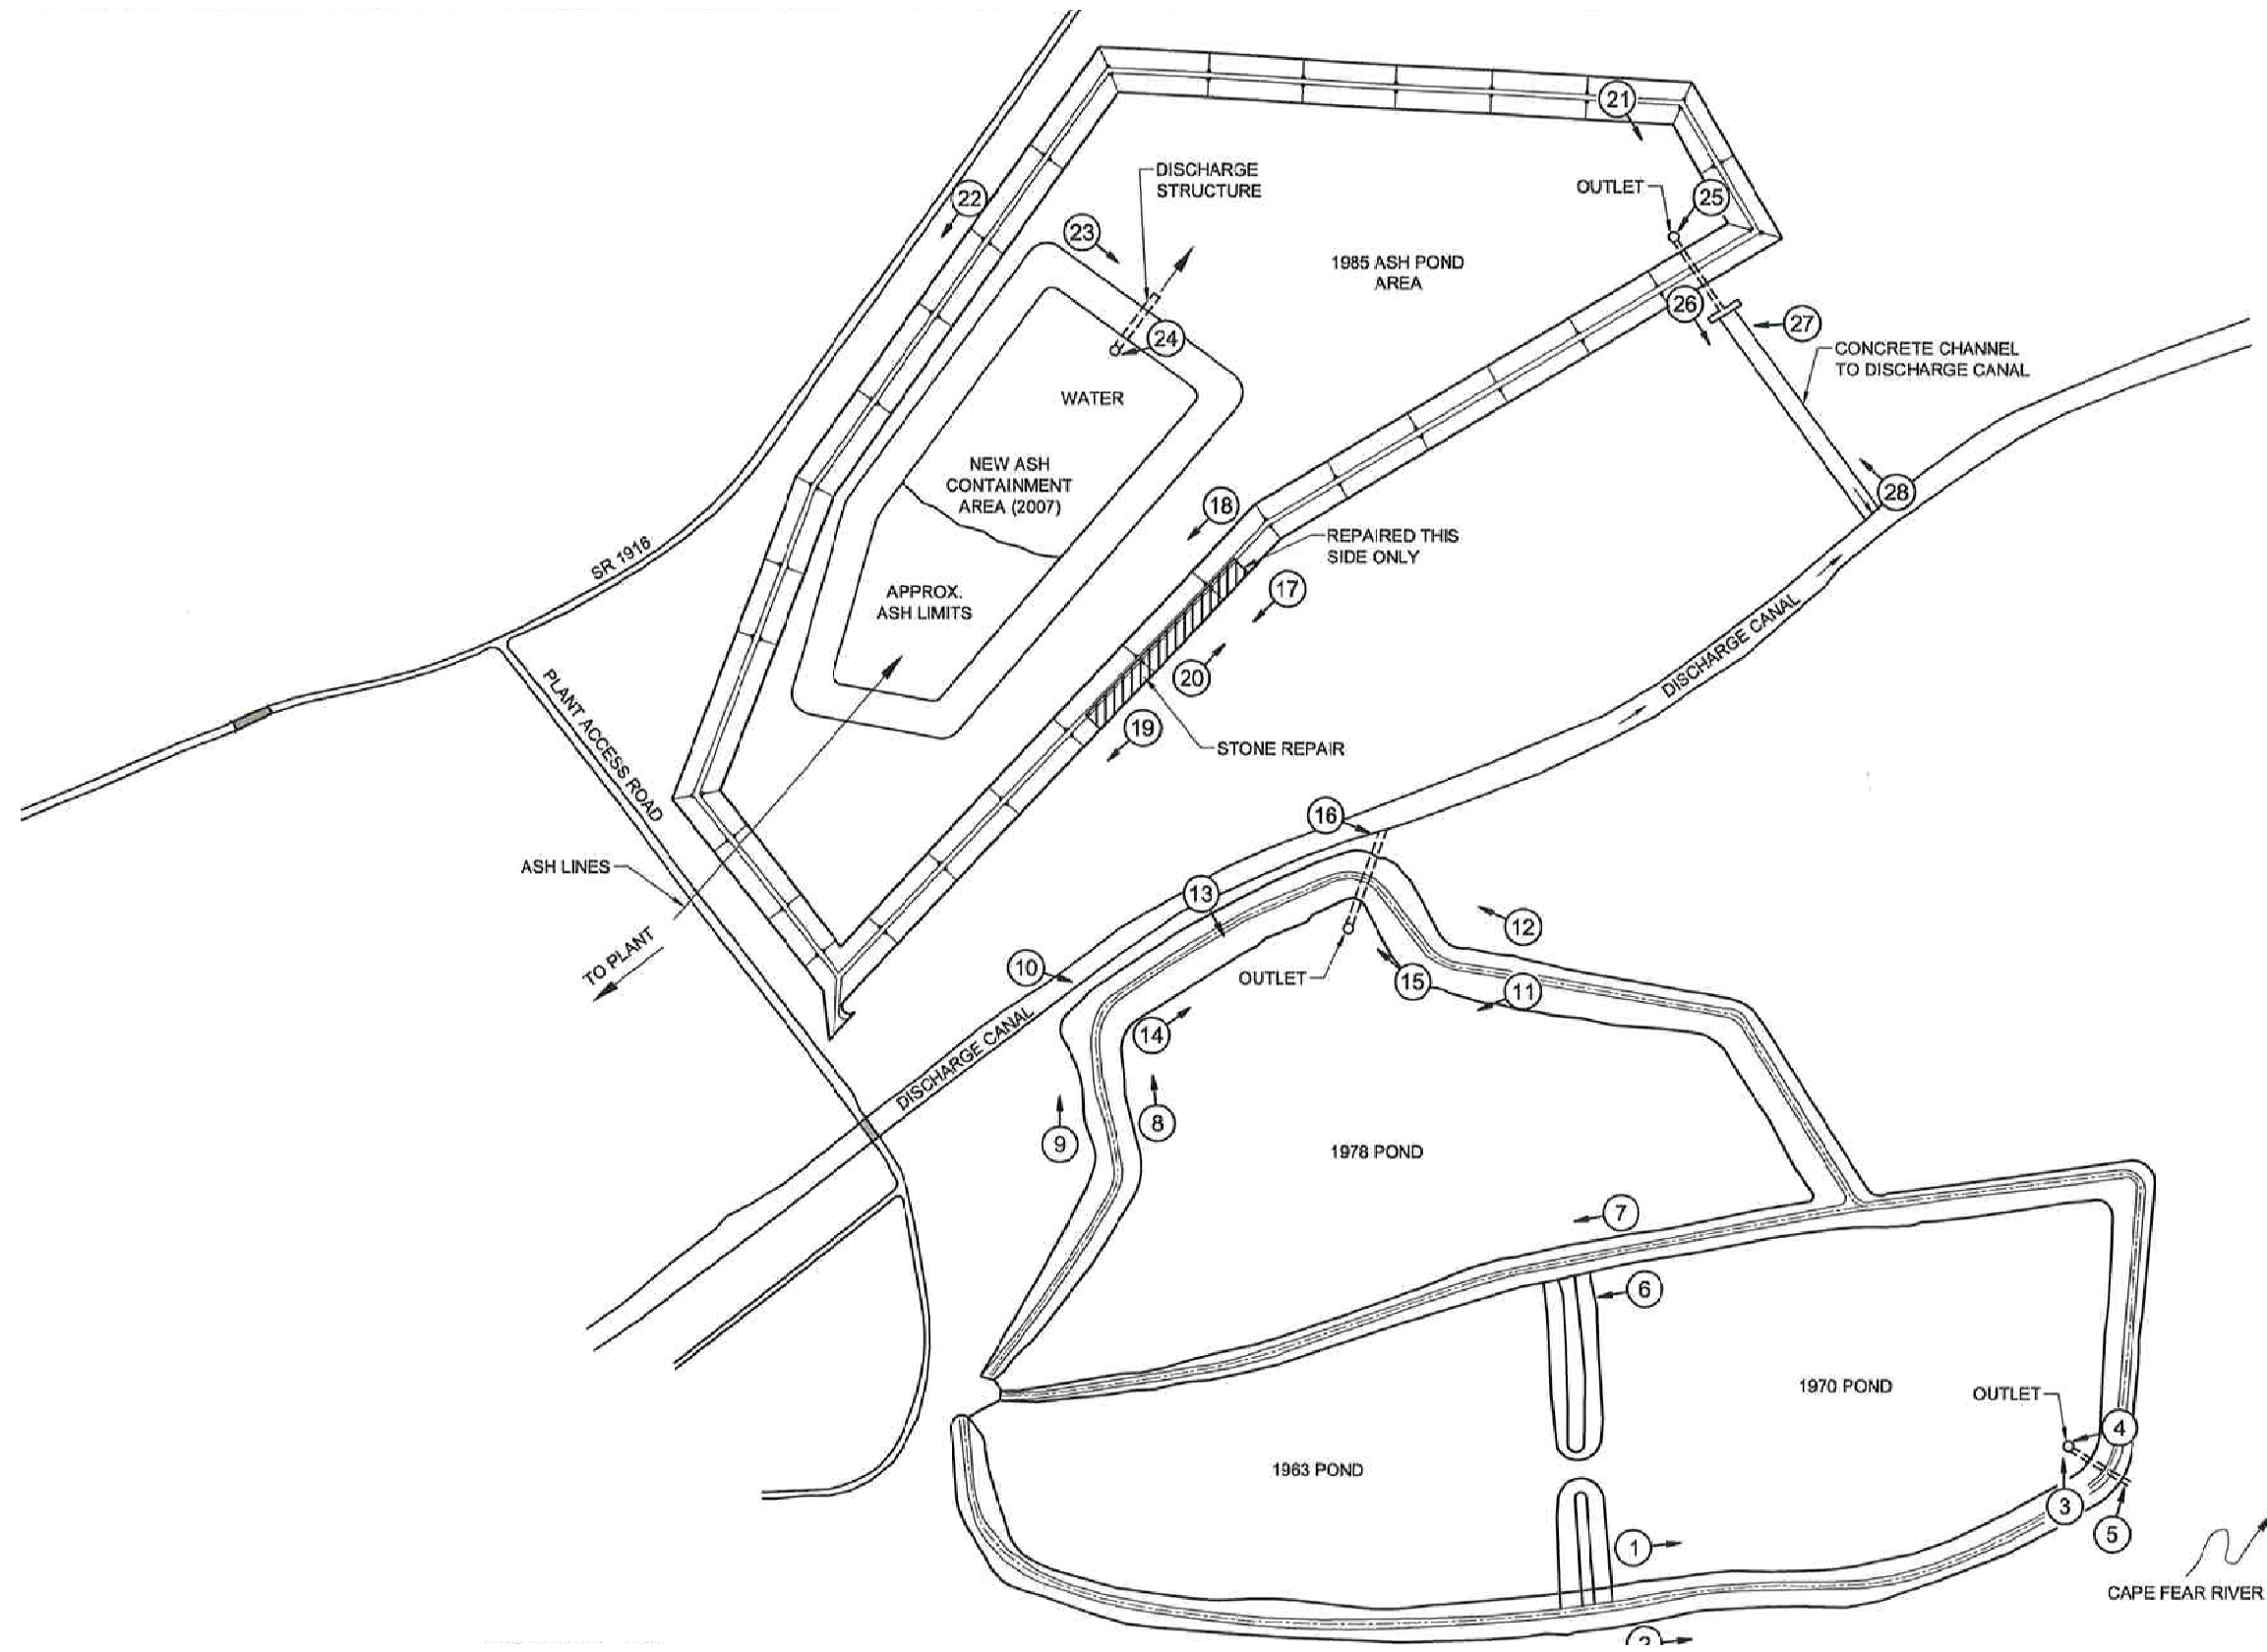 21
DISCHARGE
STRUCTURE
22
OUTLET
25
23
1985 ASH POND
AREA
26
27
24
CONCRETE CHANNEL
TO DISCHARGE CANAL
WATER
NEW ASH
CONTAINMENT
AREA (2007)
18
28
REPAIRED THIS
SIDE ONLY
SR 1916
17
APPROX.
ASH LIMITS
DISCHARGE CANAL
20
PLANT ACCESS ROAD
19
STONE REPAIR
16
ASH LINES
13
12
TO PLANT
10
OUTLET
15
11
14
DISCHARGE CANAL
8
9
1978 POND
7
6
1970 POND
OUTLET
4
1963 POND
3
5
1
CAPE FEAR RIVER
2